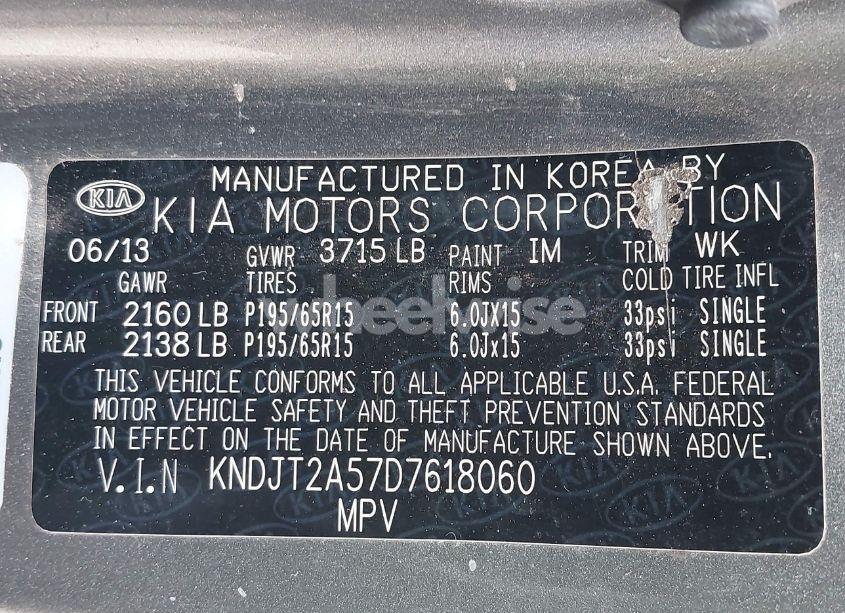 MANUFACTURED IN KOREA BY
KIA KIA MOTORS CORPORATION
06/13 GVWR 3715 LB PAINT IM TRIM WK
GAWR TIRES RIMS COLD TIRE INFL
FRONT 2160 LB P195/65R15 6.0JX15 33psi SINGLE
REAR 2138 LB P195/65R15 6.0Jx15 33psi SINGLE
THIS VEHICLE CONFORMS TO ALL APPLICABLE U.S.A. FEDERAL
MOTOR VEHICLE SAFETY AND THEFT PREVENTION STANDARDS
IN EFFECT ON THE DATE OF MANUFACTURE SHOWN ABOVE.
V.I.N KNDJT2A57D7618060
MPV